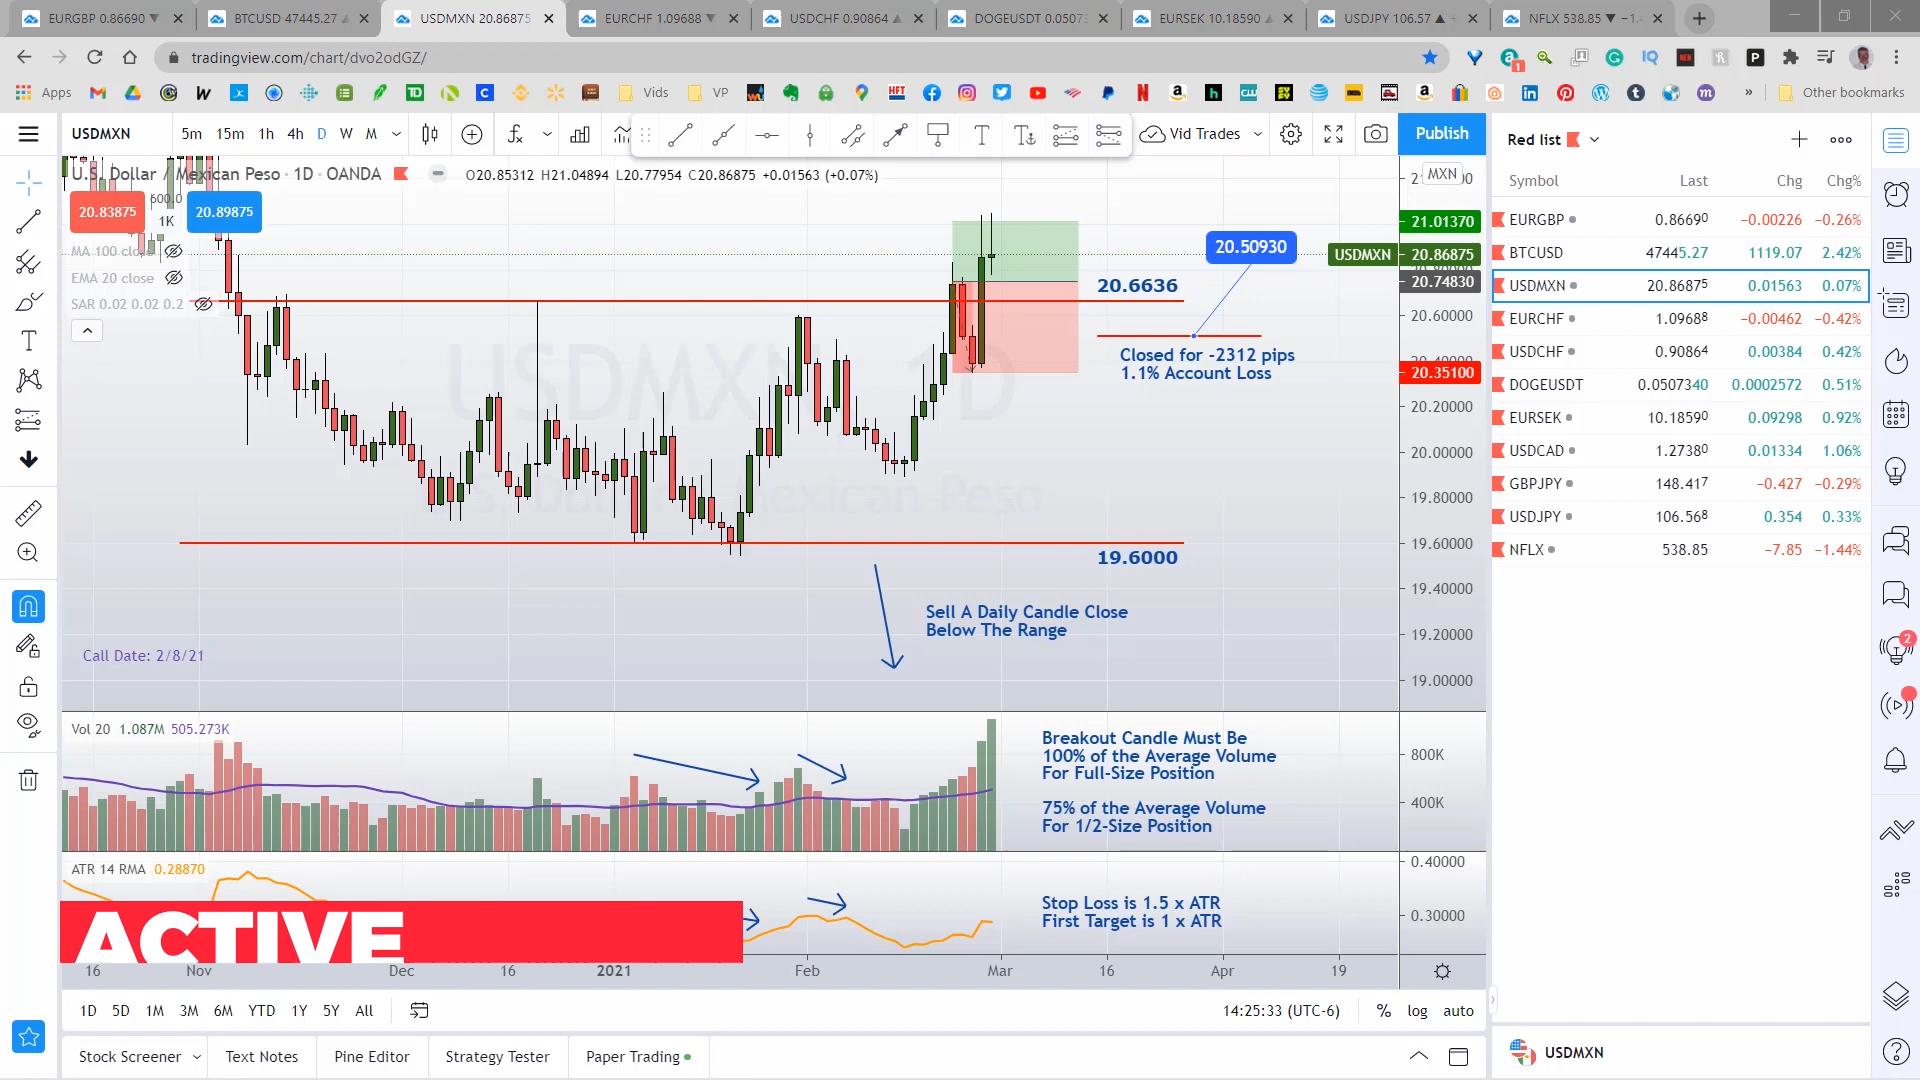 EURGBP 0.86690 ▼
BTCUSD 47445.27
USDMXN 20.86875
EURCHF 1.09688 ▼
USDCHF 0.90864 ▲
DOGEUSDT 0.0507
EURSEK 10.18590
USDJPY 106.57 ▲
NFLX 538.85 ▼ −1.
tradingview.com/chart/dvo2odGZ/
Apps
Vids
VP
Other bookmarks
USDMXN
5m 15m 1h 4h D W M
Vid Trades
Publish
U.S. Dollar / Mexican Peso · 1D · OANDA
O20.85312 H21.04894 L20.77954 C20.86875 +0.01563 (+0.07%)
20.83875
600.0
1K
20.89875
MA 100 close
EMA 20 close
SAR 0.02 0.02 0.2
USDMXN, 1D
U.S. Dollar / Mexican Peso
MXN
21.01370
USDMXN 20.86875
20.74830
20.60000
20.40000
20.35100
20.20000
20.00000
19.80000
19.60000
19.40000
19.20000
19.00000
20.50930
20.6636
Closed for -2312 pips
1.1% Account Loss
19.6000
Sell A Daily Candle Close
Below The Range
Call Date: 2/8/21
Vol 20 1.087M 505.273K
Breakout Candle Must Be
100% of the Average Volume
For Full-Size Position
75% of the Average Volume
For 1/2-Size Position
800K
400K
ATR 14 RMA 0.28870
Stop Loss is 1.5 x ATR
First Target is 1 x ATR
0.40000
0.30000
ACTIVE
16 Nov Dec 16 2021 Feb Mar 16 Apr 19
1D 5D 1M 3M 6M YTD 1Y 5Y All
14:25:33 (UTC-6)
% log auto
Stock Screener
Text Notes
Pine Editor
Strategy Tester
Paper Trading
Red list
Symbol Last Chg Chg%
EURGBP 0.86690 −0.00226 −0.26%
BTCUSD 47445.27 1119.07 2.42%
USDMXN 20.86875 0.01563 0.07%
EURCHF 1.09688 −0.00462 −0.42%
USDCHF 0.90864 0.00384 0.42%
DOGEUSDT 0.0507340 0.0002572 0.51%
EURSEK 10.18590 0.09298 0.92%
USDCAD 1.27380 0.01334 1.06%
GBPJPY 148.417 −0.427 −0.29%
USDJPY 106.568 0.354 0.33%
NFLX 538.85 −7.85 −1.44%
2
USDMXN